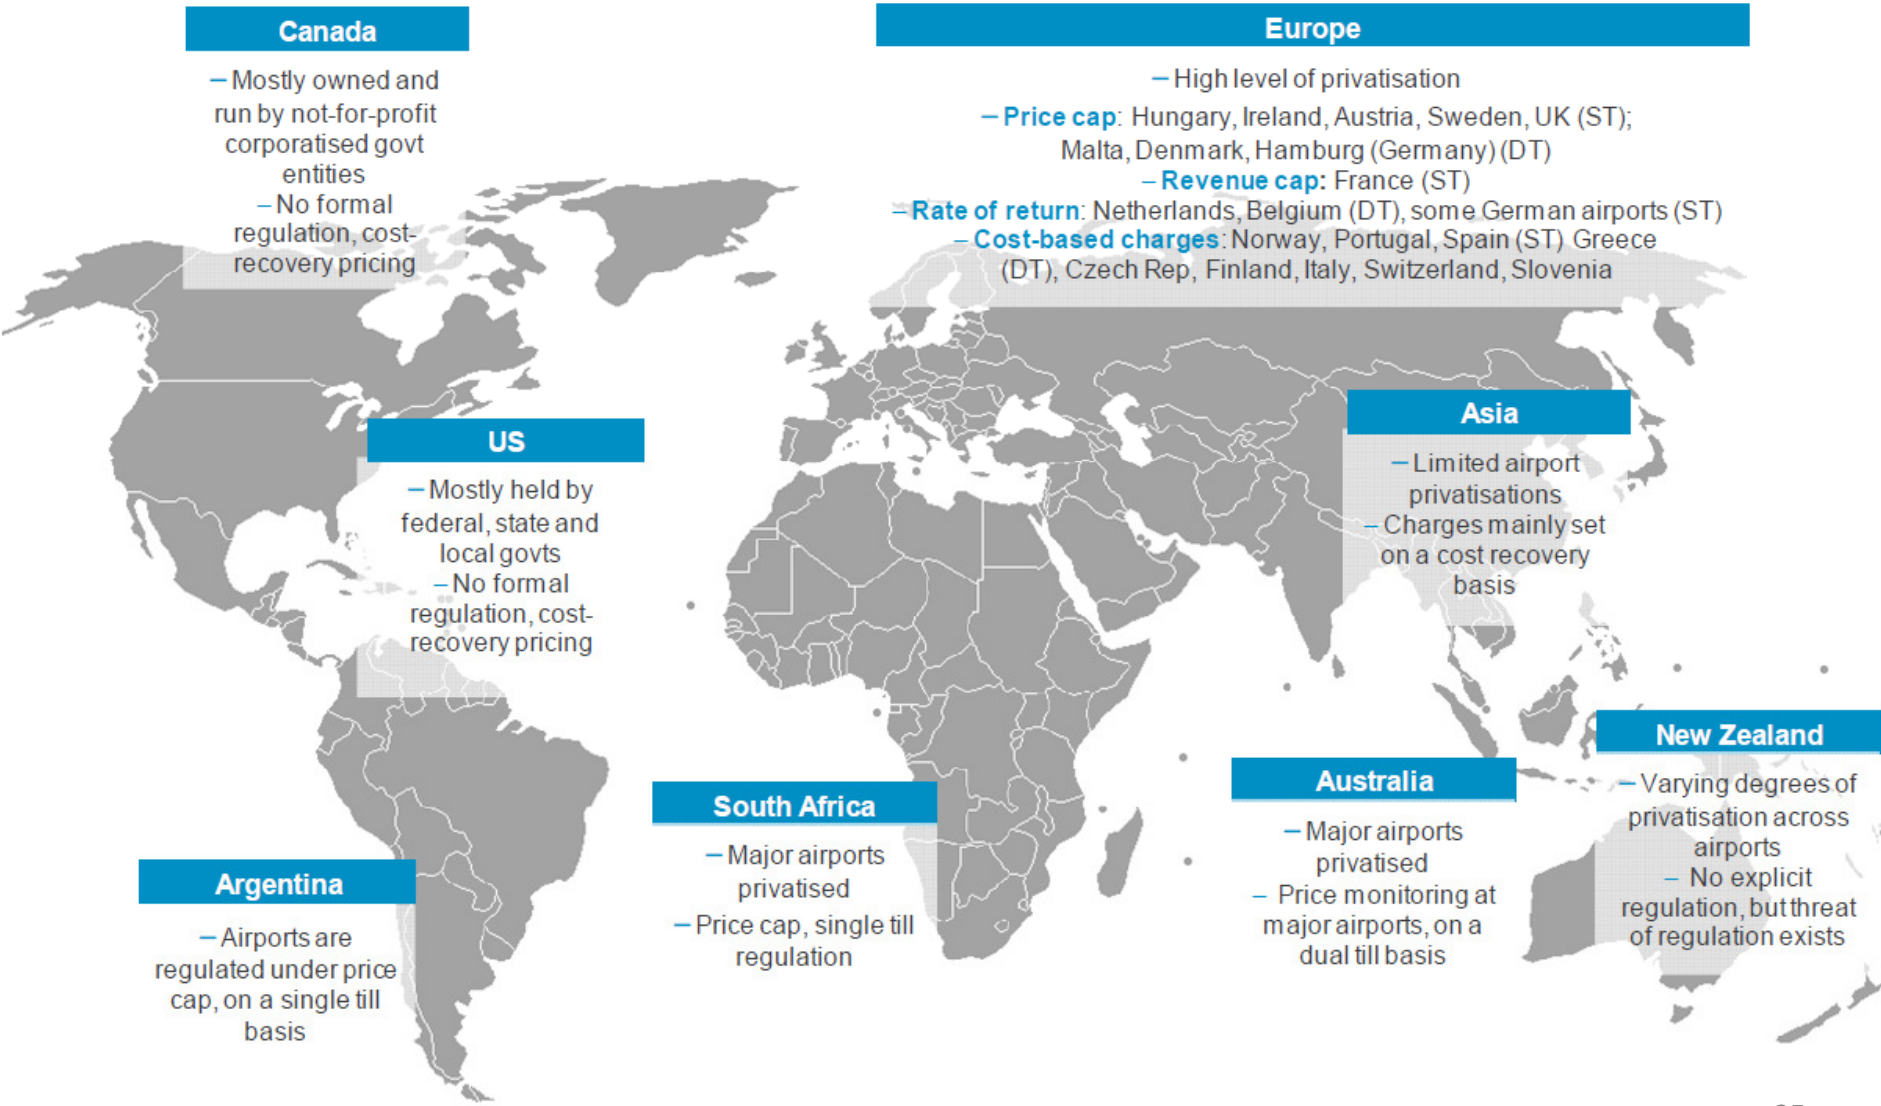 Canada
– Mostly owned and
run by not-for-profit
corporatised govt
entities
– No formal
regulation, cost-
recovery pricing
Europe
– High level of privatisation
– Price cap: Hungary, Ireland, Austria, Sweden, UK (ST);
Malta, Denmark, Hamburg (Germany) (DT)
– Revenue cap: France (ST)
– Rate of return: Netherlands, Belgium (DT), some German airports (ST)
– Cost-based charges: Norway, Portugal, Spain (ST) Greece
(DT), Czech Rep, Finland, Italy, Switzerland, Slovenia
US
– Mostly held by
federal, state and
local govts
– No formal
regulation, cost-
recovery pricing
Asia
– Limited airport
privatisations
– Charges mainly set
on a cost recovery
basis
Argentina
– Airports are
regulated under price
cap, on a single till
basis
South Africa
– Major airports
privatised
– Price cap, single till
regulation
Australia
– Major airports
privatised
– Price monitoring at
major airports, on a
dual till basis
New Zealand
– Varying degrees of
privatisation across
airports
– No explicit
regulation, but threat
of regulation exists